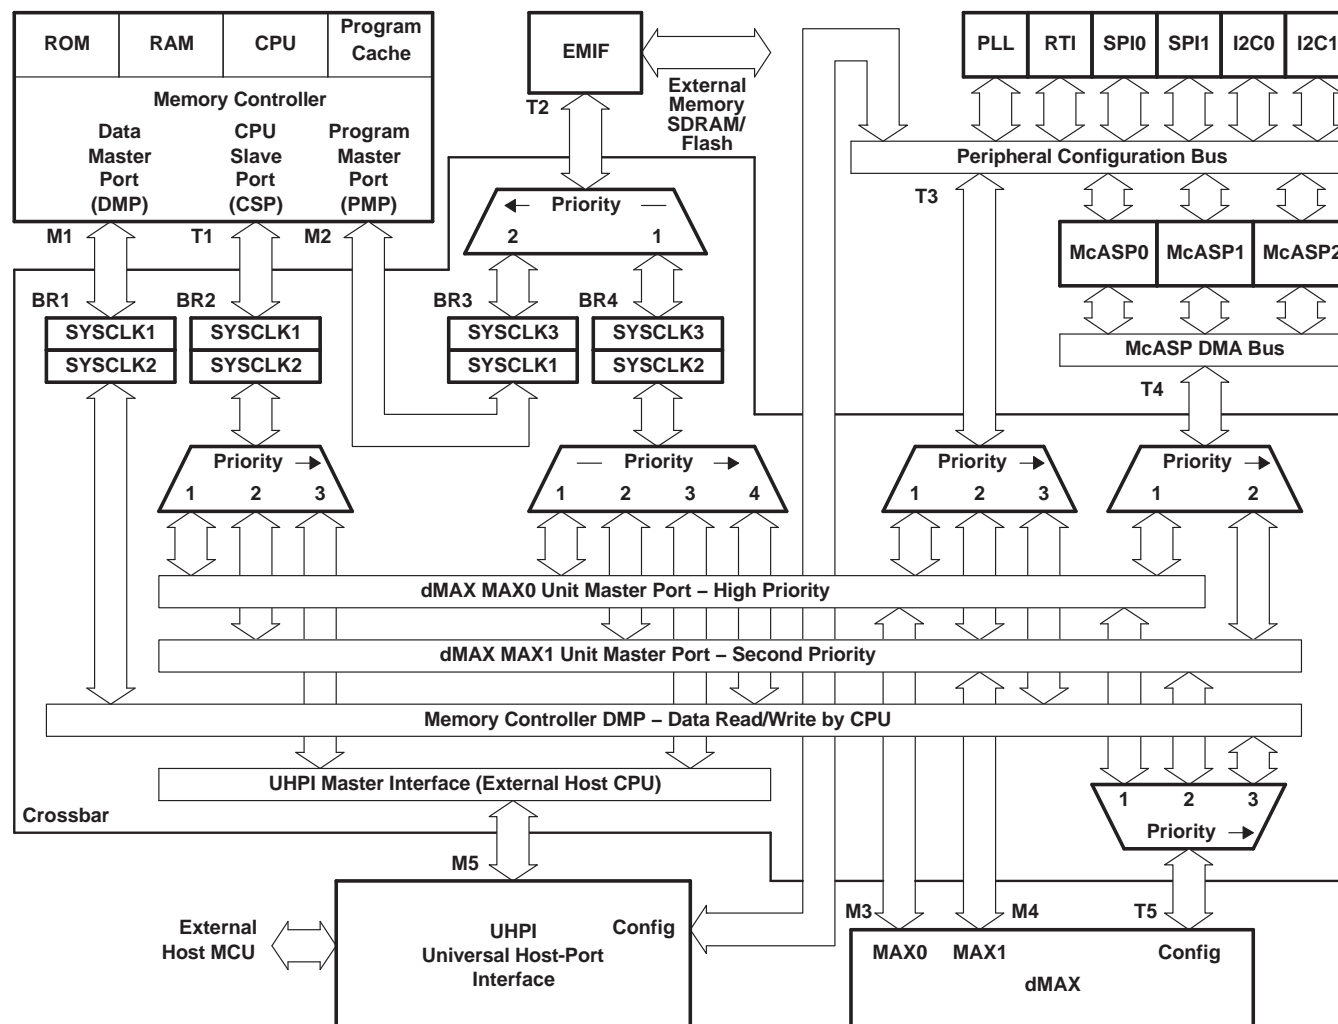 ROM
RAM
CPU
Program
Cache
Memory Controller
Data
Master
Port
(DMP)
CPU
Slave
Port
(CSP)
Program
Master
Port
(PMP)
EMIF
External
Memory
SDRAM/
Flash
T2
PLL
RTI
SPI0
SPI1
I2C0
I2C1
Peripheral Configuration Bus
T3
McASP0
McASP1
McASP2
McASP DMA Bus
T4
M1
T1
M2
Priority
2
1
BR1
SYSCLK1
SYSCLK2
BR2
SYSCLK1
SYSCLK2
BR3
SYSCLK3
SYSCLK1
BR4
SYSCLK3
SYSCLK2
Priority
1 2 3
Priority
1 2 3 4
Priority
1 2 3
Priority
1 2
dMAX MAX0 Unit Master Port – High Priority
dMAX MAX1 Unit Master Port – Second Priority
Memory Controller DMP – Data Read/Write by CPU
UHPI Master Interface (External Host CPU)
1 2 3
Priority
Crossbar
M5
M3
M4
T5
External
Host MCU
UHPI
Universal Host-Port
Interface
Config
MAX0
MAX1
Config
dMAX